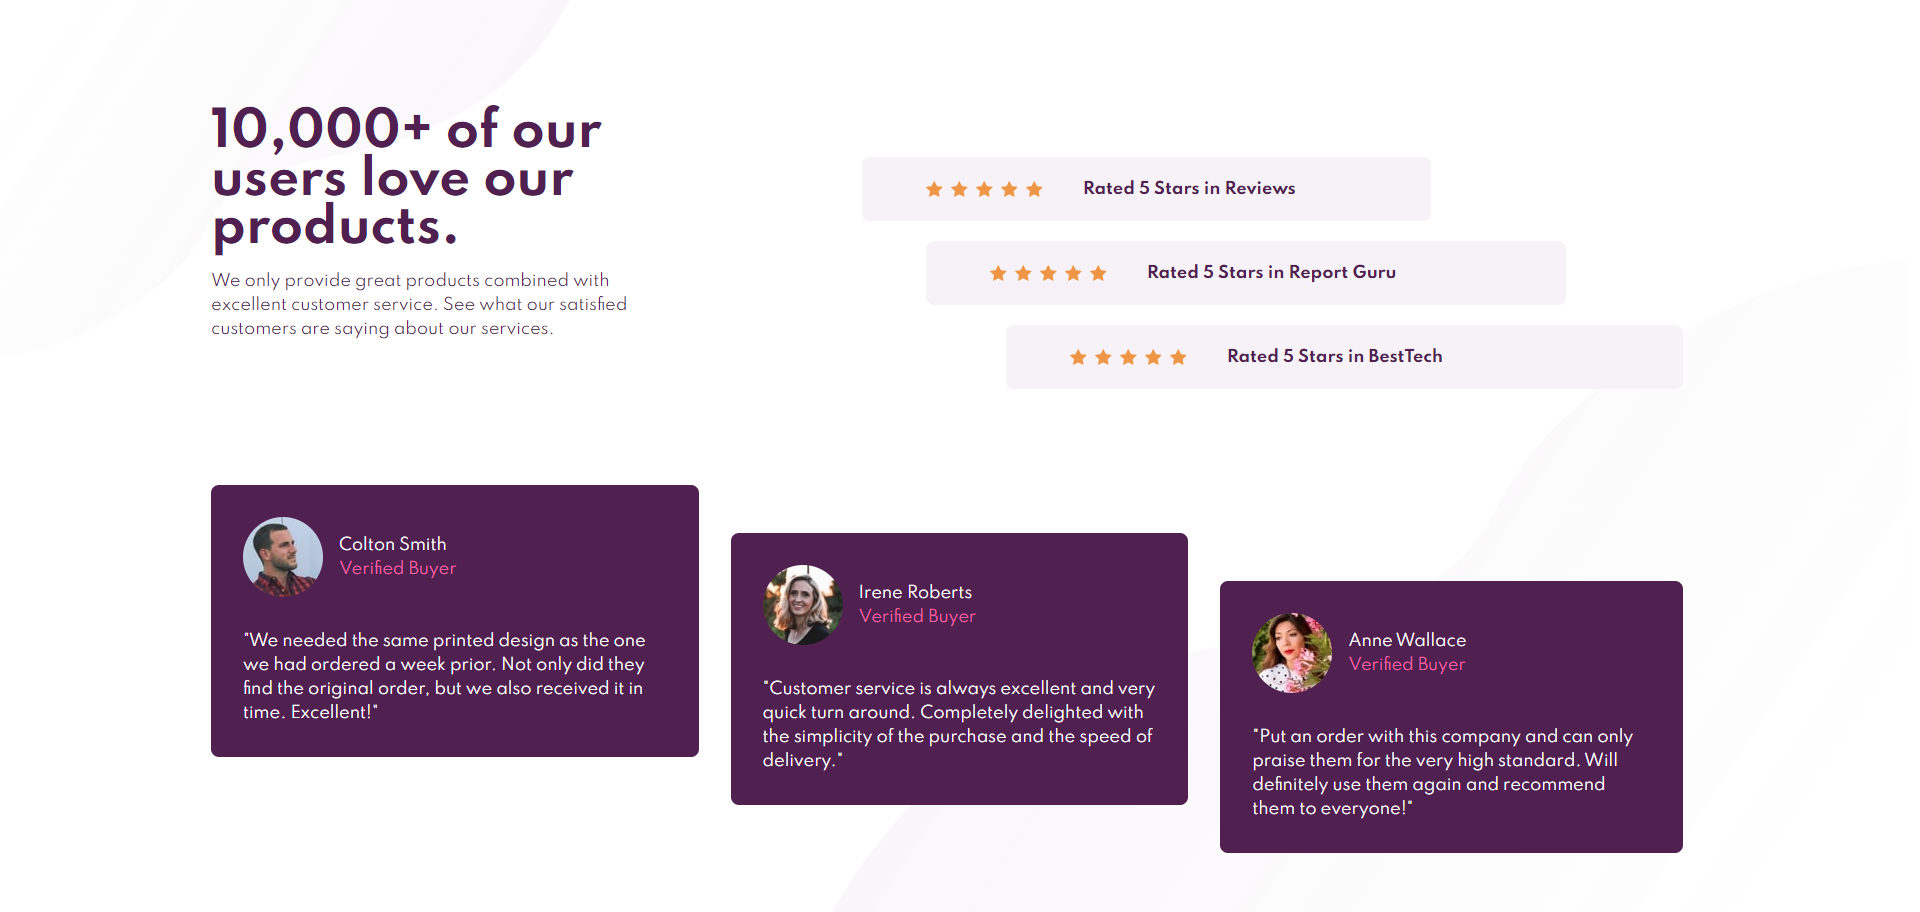 10,000+ of our
users love our
products.
We only provide great products combined with
excellent customer service. See what our satisfied
customers are saying about our services.
Rated 5 Stars in Reviews
Rated 5 Stars in Report Guru
Rated 5 Stars in BestTech
Colton Smith
Verified Buyer
"We needed the same printed design as the one
we had ordered a week prior. Not only did they
find the original order, but we also received it in
time. Excellent!"
Irene Roberts
Verified Buyer
"Customer service is always excellent and very
quick turn around. Completely delighted with
the simplicity of the purchase and the speed of
delivery."
Anne Wallace
Verified Buyer
"Put an order with this company and can only
praise them for the very high standard. Will
definitely use them again and recommend
them to everyone!"